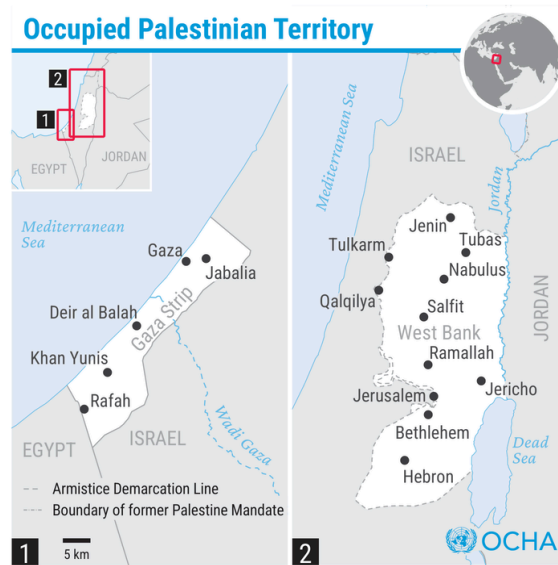 Occupied Palestinian Territory
2
1
EGYPT
JORDAN
Mediterranean
Sea
Gaza
Jabalia
Deir al Balah
Gaza Strip
Khan Yunis
Rafah
EGYPT
ISRAEL
Wadi Gaza
Armistice Demarcation Line
Boundary of former Palestine Mandate
1
5 km
Mediterranean Sea
ISRAEL
Jordan
Jenin
Tubas
Tulkarm
Nabulus
Qalqilya
Salfit
West Bank
JORDAN
Ramallah
Jericho
Jerusalem
Bethlehem
Dead
Sea
Hebron
2
OCHA